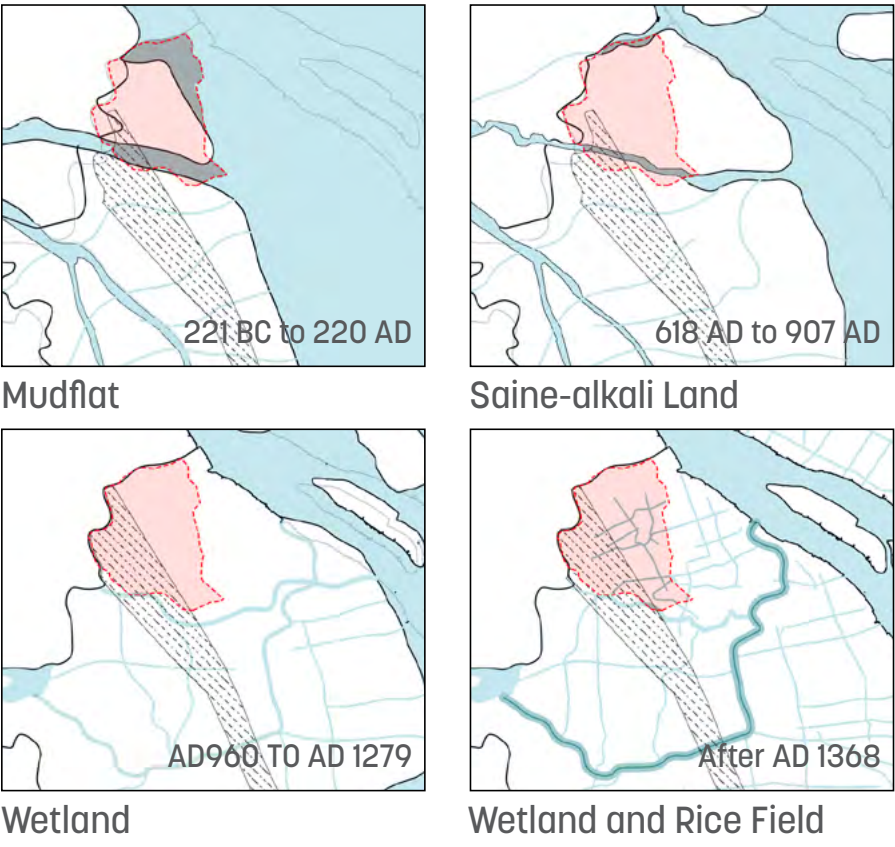 221 BC to 220 AD
618 AD to 907 AD
Mudflat
Saine-alkali Land
AD960 TO AD 1279
After AD 1368
Wetland
Wetland and Rice Field